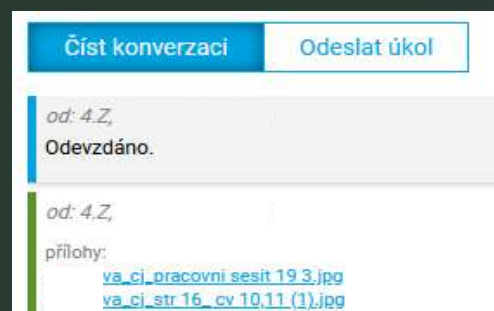 Číst konverzaci Odeslat úkol
od: 4.Z,
Odevzdáno.
od: 4.Z,
přílohy:
va_cj_pracovni sesit 19 3.jpg
va_cj_str 16_ cv 10,11 (1).jpg